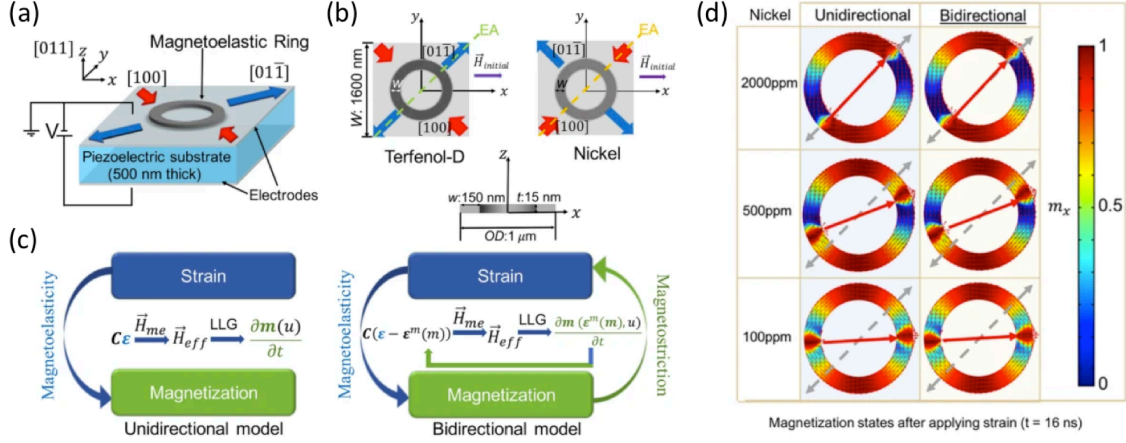 (a)
[011]
z
y
x
Magnetoelastic Ring
[100]
[011̄]
V
Piezoelectric substrate
(500 nm thick)
Electrodes
(b)
y
EA
[011̄]
H⃗initial
w
x
W: 1600 nm
[100]
Terfenol-D
y
EA
[011̄]
H⃗initial
x
[100]
Nickel
z
w:150 nm
t:15 nm
x
OD:1 μm
(c)
Magnetoelasticity
Strain
Cε H⃗me H⃗eff LLG ∂m(u)/∂t
Magnetization
Unidirectional model
Magnetoelasticity
Strain
C(ε − εᵐ(m)) H⃗me H⃗eff LLG ∂m (εᵐ(m), u)/∂t
Magnetization
Magnetostriction
Bidirectional model
(d)
Nickel Unidirectional Bidirectional
2000ppm
500ppm
100ppm
1
0.5
0
mx
Magnetization states after applying strain (t = 16 ns)